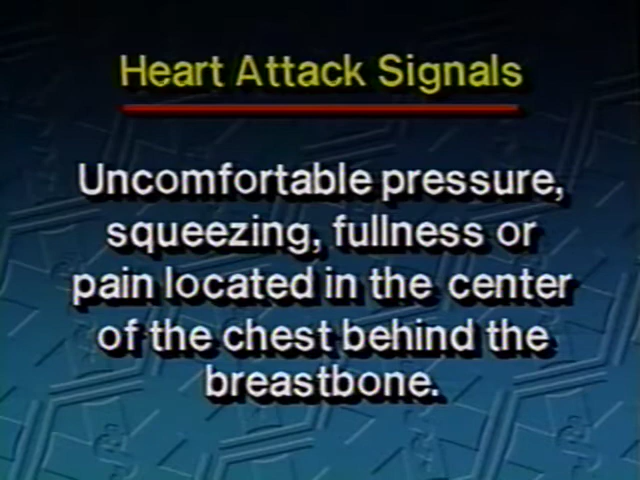 Heart Attack Signals
Uncomfortable pressure,
squeezing, fullness or
pain located in the center
of the chest behind the
breastbone.